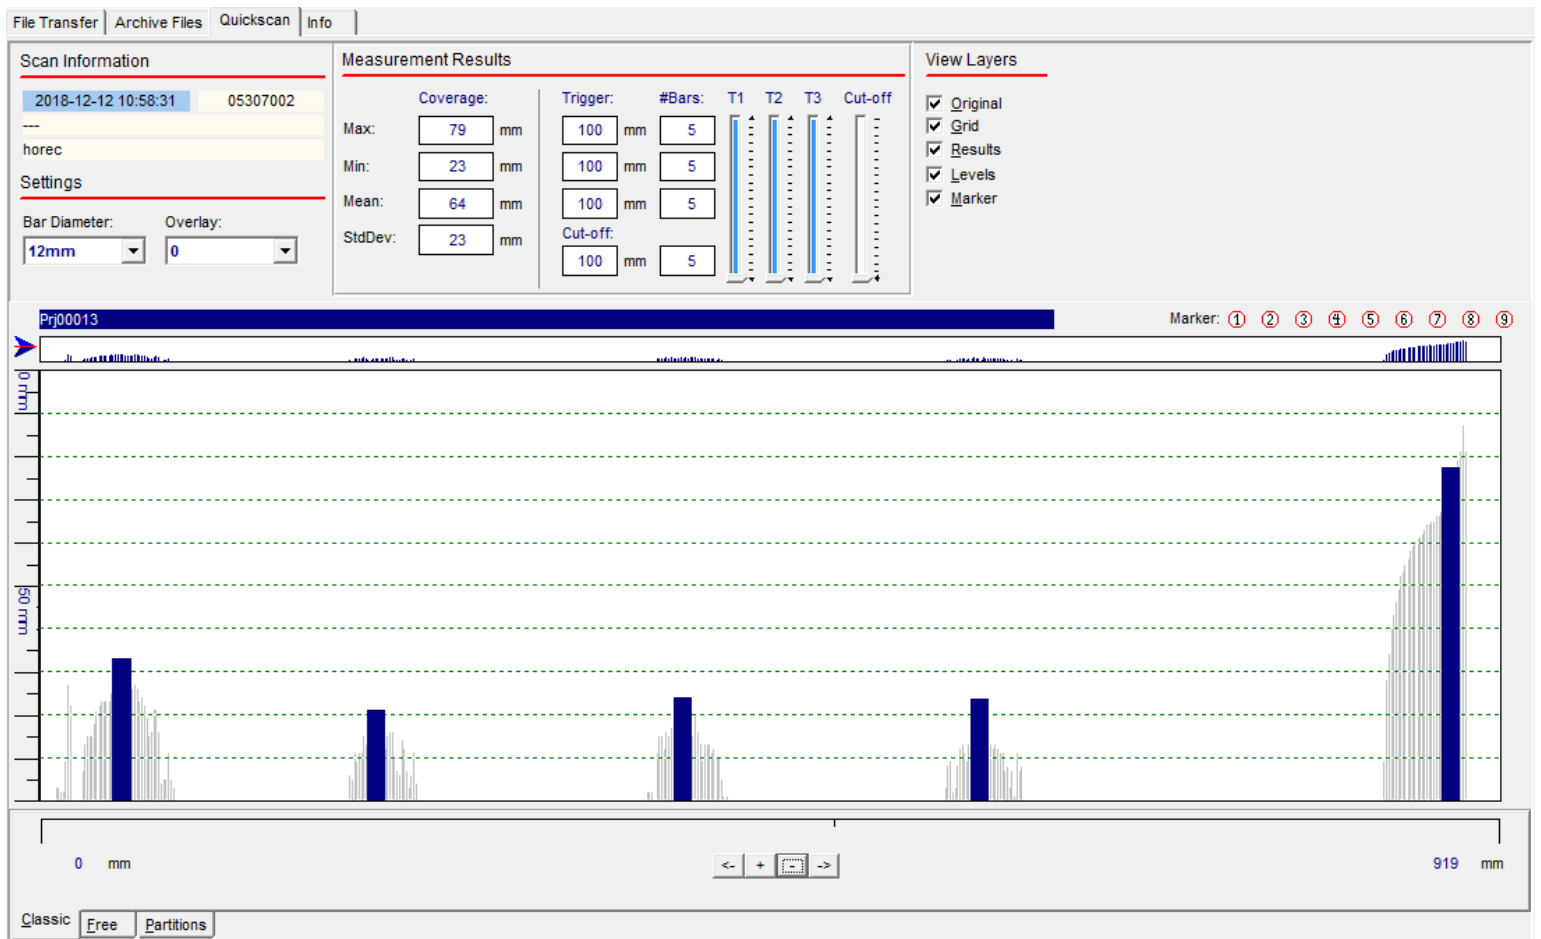 File Transfer Archive Files Quickscan Info
Scan Information
2018-12-12 10:58:31 05307002
---
horec
Settings
Bar Diameter: Overlay:
12mm 0
Measurement Results
Coverage: Trigger: #Bars: T1 T2 T3 Cut-off
Max: 79 mm 100 mm 5
Min: 23 mm 100 mm 5
Mean: 64 mm 100 mm 5
StdDev: 23 mm Cut-off:
100 mm 5
View Layers
Original
Grid
Results
Levels
Marker
Prj00013 Marker: 1 2 3 4 5 6 7 8 9
0 mm
50 mm
0 mm <- + - -> 919 mm
Classic Free Partitions